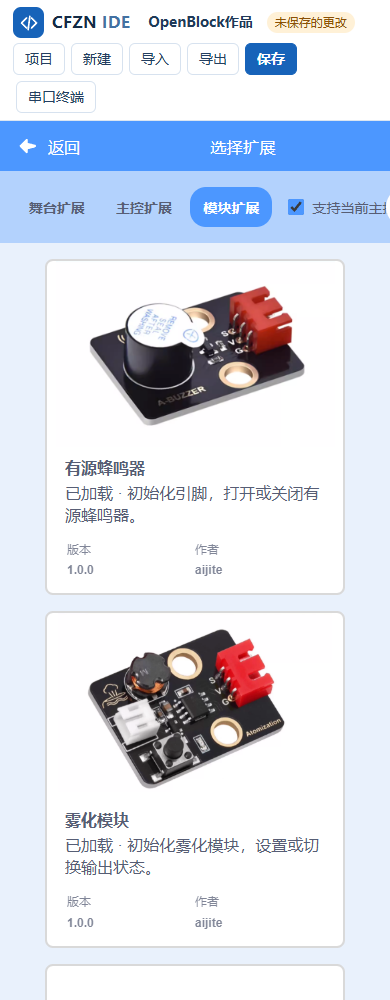 CFZN IDE OpenBlock作品 未保存的更改
项目 新建 导入 导出 保存
串口终端
返回 选择扩展
舞台扩展 主控扩展 模块扩展 支持当前主控
REMOVE
SEAL
AFTER
WASHING
A-BUZZER
有源蜂鸣器
已加载 · 初始化引脚，打开或关闭有
源蜂鸣器。
版本 作者
1.0.0 aijite
Atomization
雾化模块
已加载 · 初始化雾化模块，设置或切
换输出状态。
版本 作者
1.0.0 aijite